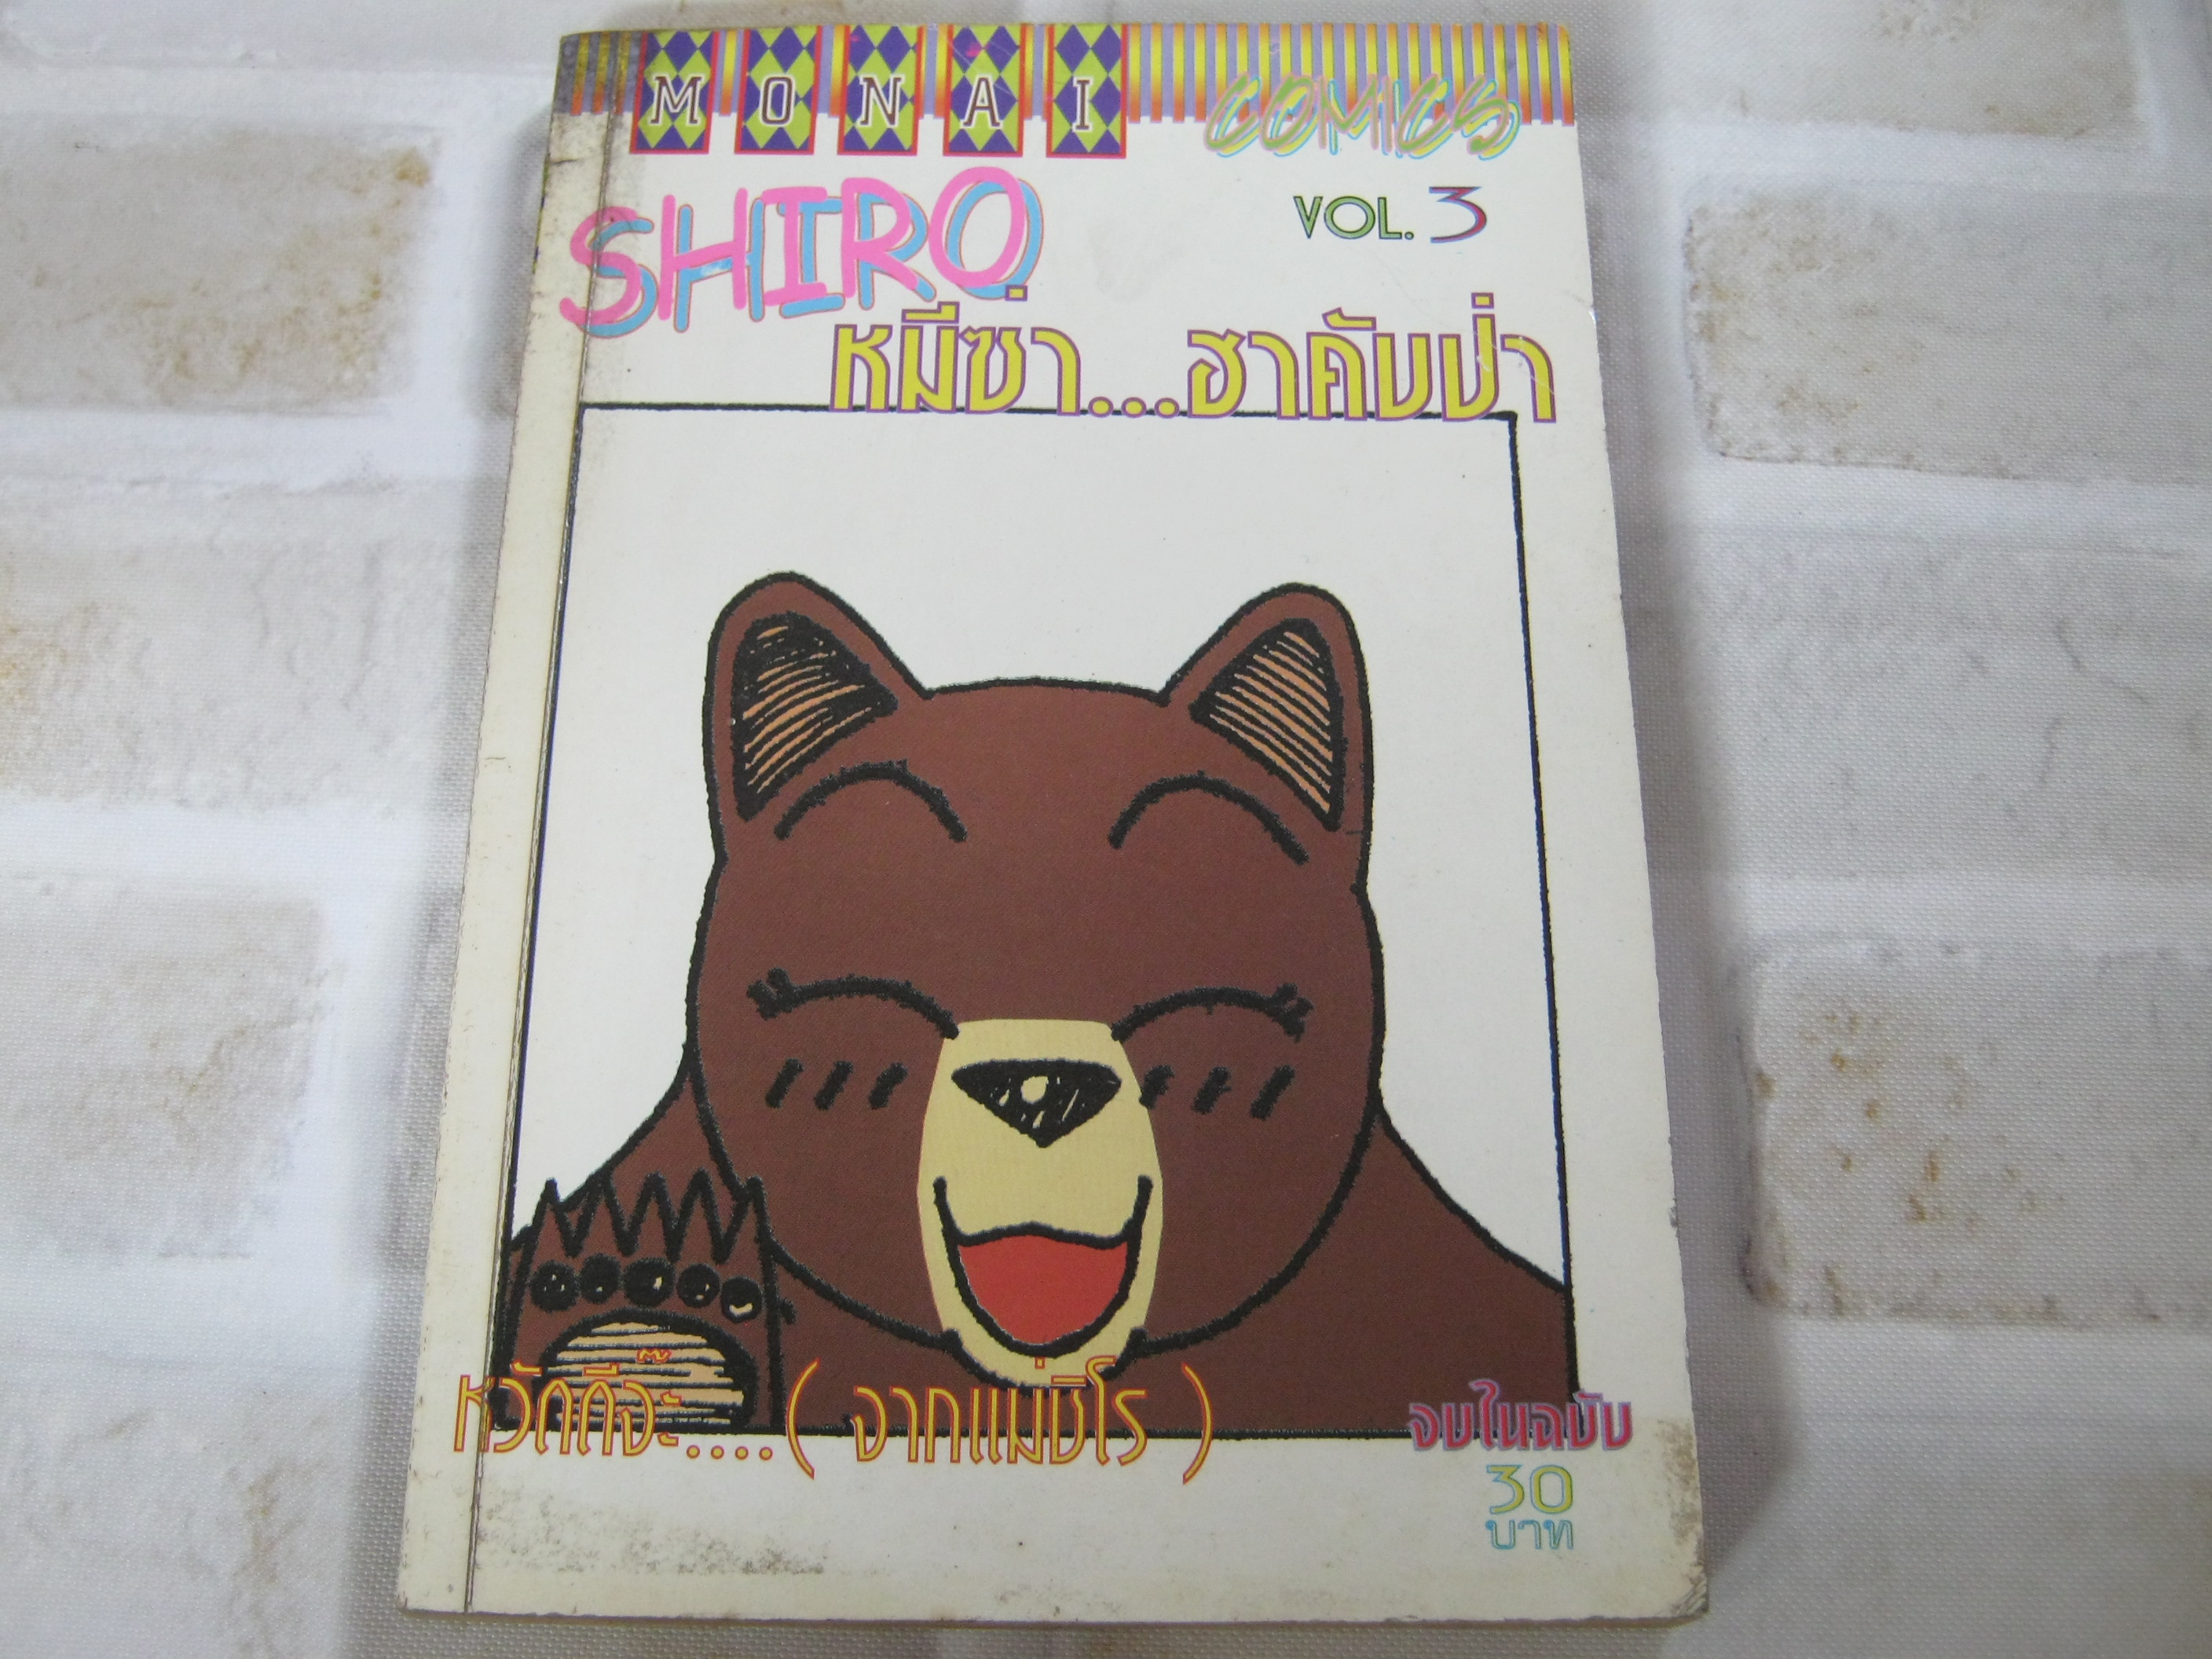 MONAI COMICS
SHIRO
VOL. 3
หมีซ่า...ฮาคับป่า
หวัดดีจ๊ะ....( จากแม่ชิโร )
จบในฉบับ
30
บาท